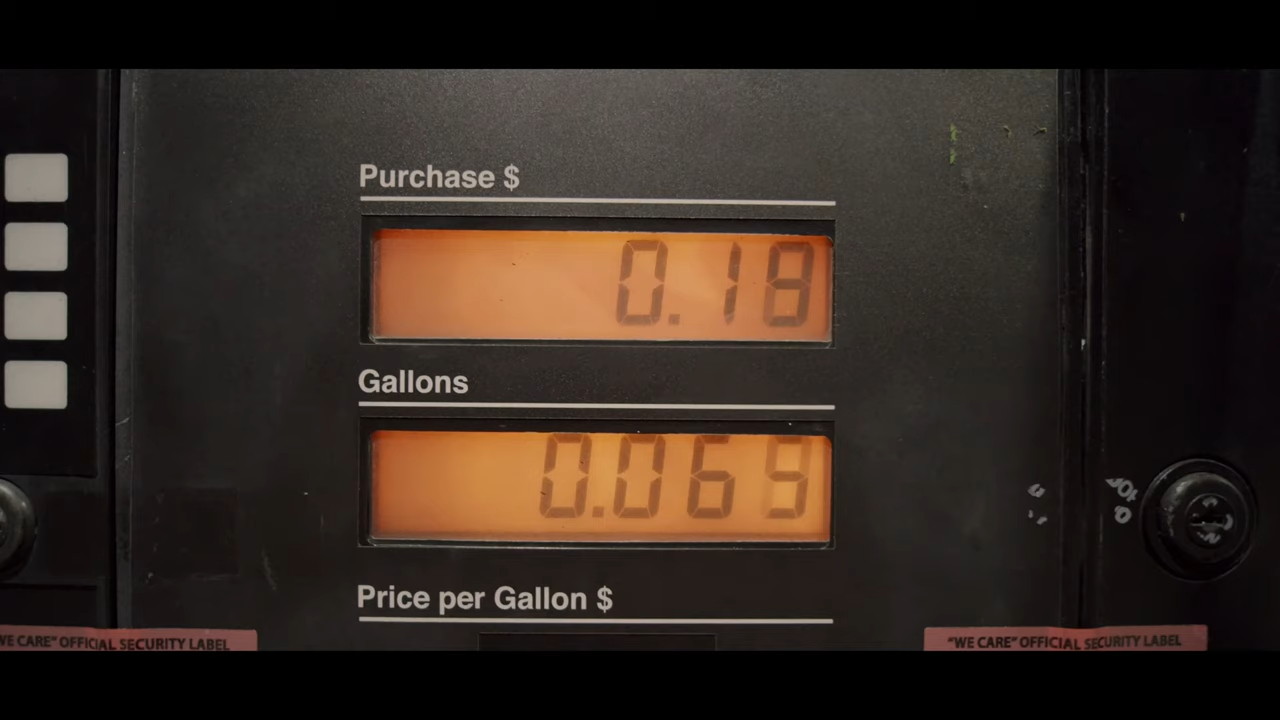 Purchase $
0.18
Gallons
0.069
Price per Gallon $
WE CARE" OFFICIAL SECURITY LABEL
"WE CARE" OFFICIAL SECURITY LABEL